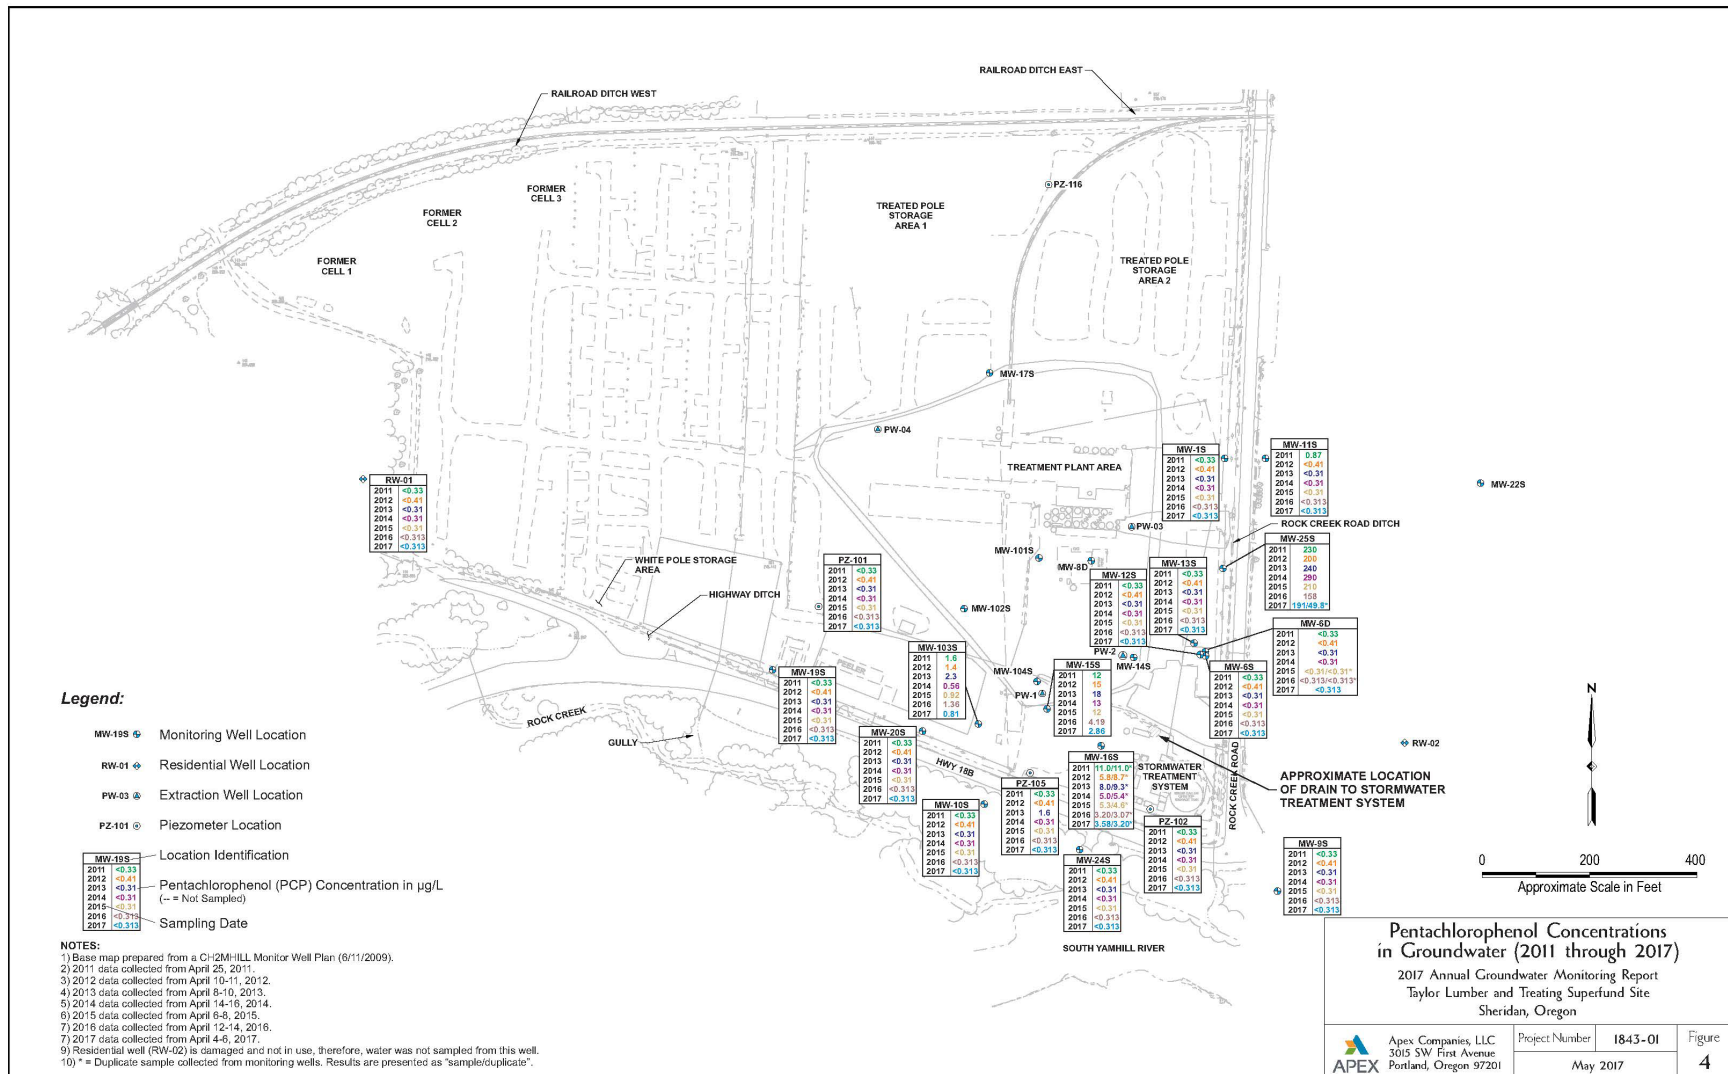 RAILROAD DITCH EAST
RAILROAD DITCH WEST
PZ-116
FORMER
CELL 3
TREATED POLE
STORAGE
AREA 1
FORMER
CELL 2
FORMER
CELL 1
TREATED POLE
STORAGE
AREA 2
MW-17S
PW-04
TREATMENT PLANT AREA
MW-1S
2011 <0.33
2012 <0.41
2013 <0.31
2014 <0.31
2015 <0.31
2016 <0.313
2017 <0.313
MW-11S
2011 0.87
2012 <0.41
2013 <0.31
2014 <0.31
2015 <0.31
2016 <0.313
2017 <0.313
MW-22S
RW-01
2011 <0.33
2012 <0.41
2013 <0.31
2014 <0.31
2015 <0.31
2016 <0.313
2017 <0.313
PW-03
ROCK CREEK ROAD DITCH
MW-25S
2011 230
2012 200
2013 240
2014 290
2015 210
2016 158
2017 191/49.8*
MW-101S
MW-8D
WHITE POLE STORAGE
AREA
HIGHWAY DITCH
PZ-101
2011 <0.33
2012 <0.41
2013 <0.31
2014 <0.31
2015 <0.31
2016 <0.313
2017 <0.313
MW-12S
2011 <0.33
2012 <0.41
2013 <0.31
2014 <0.31
2015 <0.31
2016 <0.313
2017 <0.313
MW-13S
2011 <0.33
2012 <0.41
2013 <0.31
2014 <0.31
2015 <0.31
2016 <0.313
2017 <0.313
MW-102S
MW-6D
2011 <0.33
2012 <0.41
2013 <0.31
2014 <0.31
2015 <0.31/<0.31*
2016 <0.313/<0.313*
2017 <0.313
PW-2
MW-14S
PEELER
MW-103S
2011 1.6
2012 1.4
2013 2.3
2014 0.56
2015 0.92
2016 1.36
2017 0.81
MW-104S
PW-1
MW-15S
2011 12
2012 15
2013 18
2014 13
2015 12
2016 4.19
2017 2.86
MW-6S
2011 <0.33
2012 <0.41
2013 <0.31
2014 <0.31
2015 <0.31
2016 <0.313
2017 <0.313
MW-19S
2011 <0.33
2012 <0.41
2013 <0.31
2014 <0.31
2015 <0.31
2016 <0.313
2017 <0.313
ROCK CREEK
GULLY
MW-20S
2011 <0.33
2012 <0.41
2013 <0.31
2014 <0.31
2015 <0.31
2016 <0.313
2017 <0.313
HWY 18B
MW-16S
2011 11.0/11.0*
2012 5.8/8.7*
2013 8.0/9.3*
2014 5.0/5.4*
2015 5.3/4.6*
2016 3.20/3.07*
2017 3.58/3.20*
STORMWATER
TREATMENT
SYSTEM
ROCK CREEK ROAD
RW-02
APPROXIMATE LOCATION
OF DRAIN TO STORMWATER
TREATMENT SYSTEM
MW-10S
2011 <0.33
2012 <0.41
2013 <0.31
2014 <0.31
2015 <0.31
2016 <0.313
2017 <0.313
PZ-105
2011 <0.33
2012 <0.41
2013 1.6
2014 <0.31
2015 <0.31
2016 <0.313
2017 <0.313
PZ-102
2011 <0.33
2012 <0.41
2013 <0.31
2014 <0.31
2015 <0.31
2016 <0.313
2017 <0.313
MW-24S
2011 <0.33
2012 <0.41
2013 <0.31
2014 <0.31
2015 <0.31
2016 <0.313
2017 <0.313
MW-9S
2011 <0.33
2012 <0.41
2013 <0.31
2014 <0.31
2015 <0.31
2016 <0.313
2017 <0.313
SOUTH YAMHILL RIVER
N
0 200 400
Approximate Scale in Feet
Legend:
MW-19S Monitoring Well Location
RW-01 Residential Well Location
PW-03 Extraction Well Location
PZ-101 Piezometer Location
MW-19S
2011 <0.33
2012 <0.41
2013 <0.31
2014 <0.31
2015 <0.31
2016 <0.313
2017 <0.313
Location Identification
Pentachlorophenol (PCP) Concentration in µg/L
(-- = Not Sampled)
Sampling Date
NOTES:
1) Base map prepared from a CH2MHILL Monitor Well Plan (6/11/2009).
2) 2011 data collected from April 25, 2011.
3) 2012 data collected from April 10-11, 2012.
4) 2013 data collected from April 8-10, 2013.
5) 2014 data collected from April 14-16, 2014.
6) 2015 data collected from April 6-8, 2015.
7) 2016 data collected from April 12-14, 2016.
7) 2017 data collected from April 4-6, 2017.
9) Residential well (RW-02) is damaged and not in use, therefore, water was not sampled from this well.
10) * = Duplicate sample collected from monitoring wells. Results are presented as "sample/duplicate".
Pentachlorophenol Concentrations
in Groundwater (2011 through 2017)
2017 Annual Groundwater Monitoring Report
Taylor Lumber and Treating Superfund Site
Sheridan, Oregon
APEX
Apex Companies, LLC
3015 SW First Avenue
Portland, Oregon 97201
Project Number 1843-01
May 2017
Figure
4